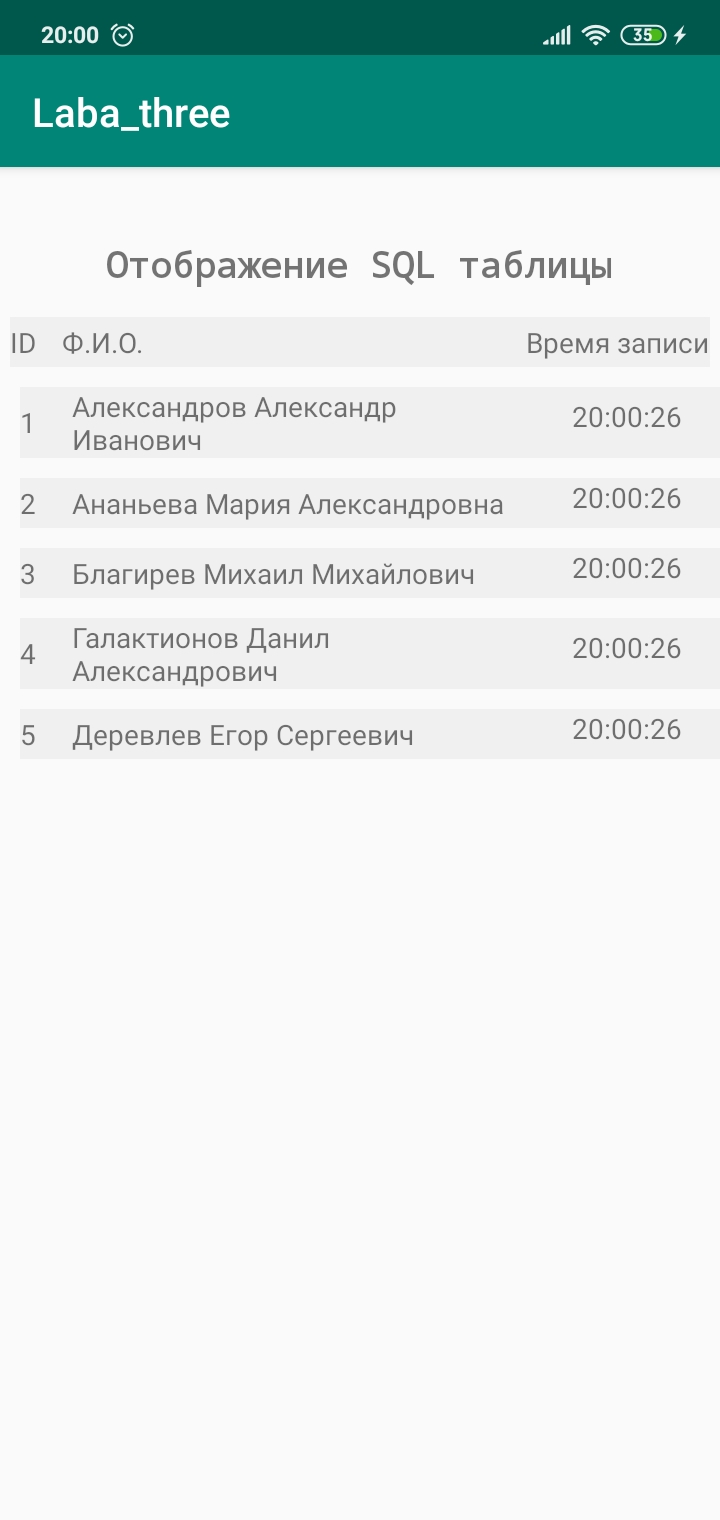 20:00 35
Laba_three
Отображение SQL таблицы
ID Ф.И.О. Время записи
1 Александров Александр Иванович 20:00:26
2 Ананьева Мария Александровна 20:00:26
3 Благирев Михаил Михайлович 20:00:26
4 Галактионов Данил Александрович 20:00:26
5 Деревлев Егор Сергеевич 20:00:26